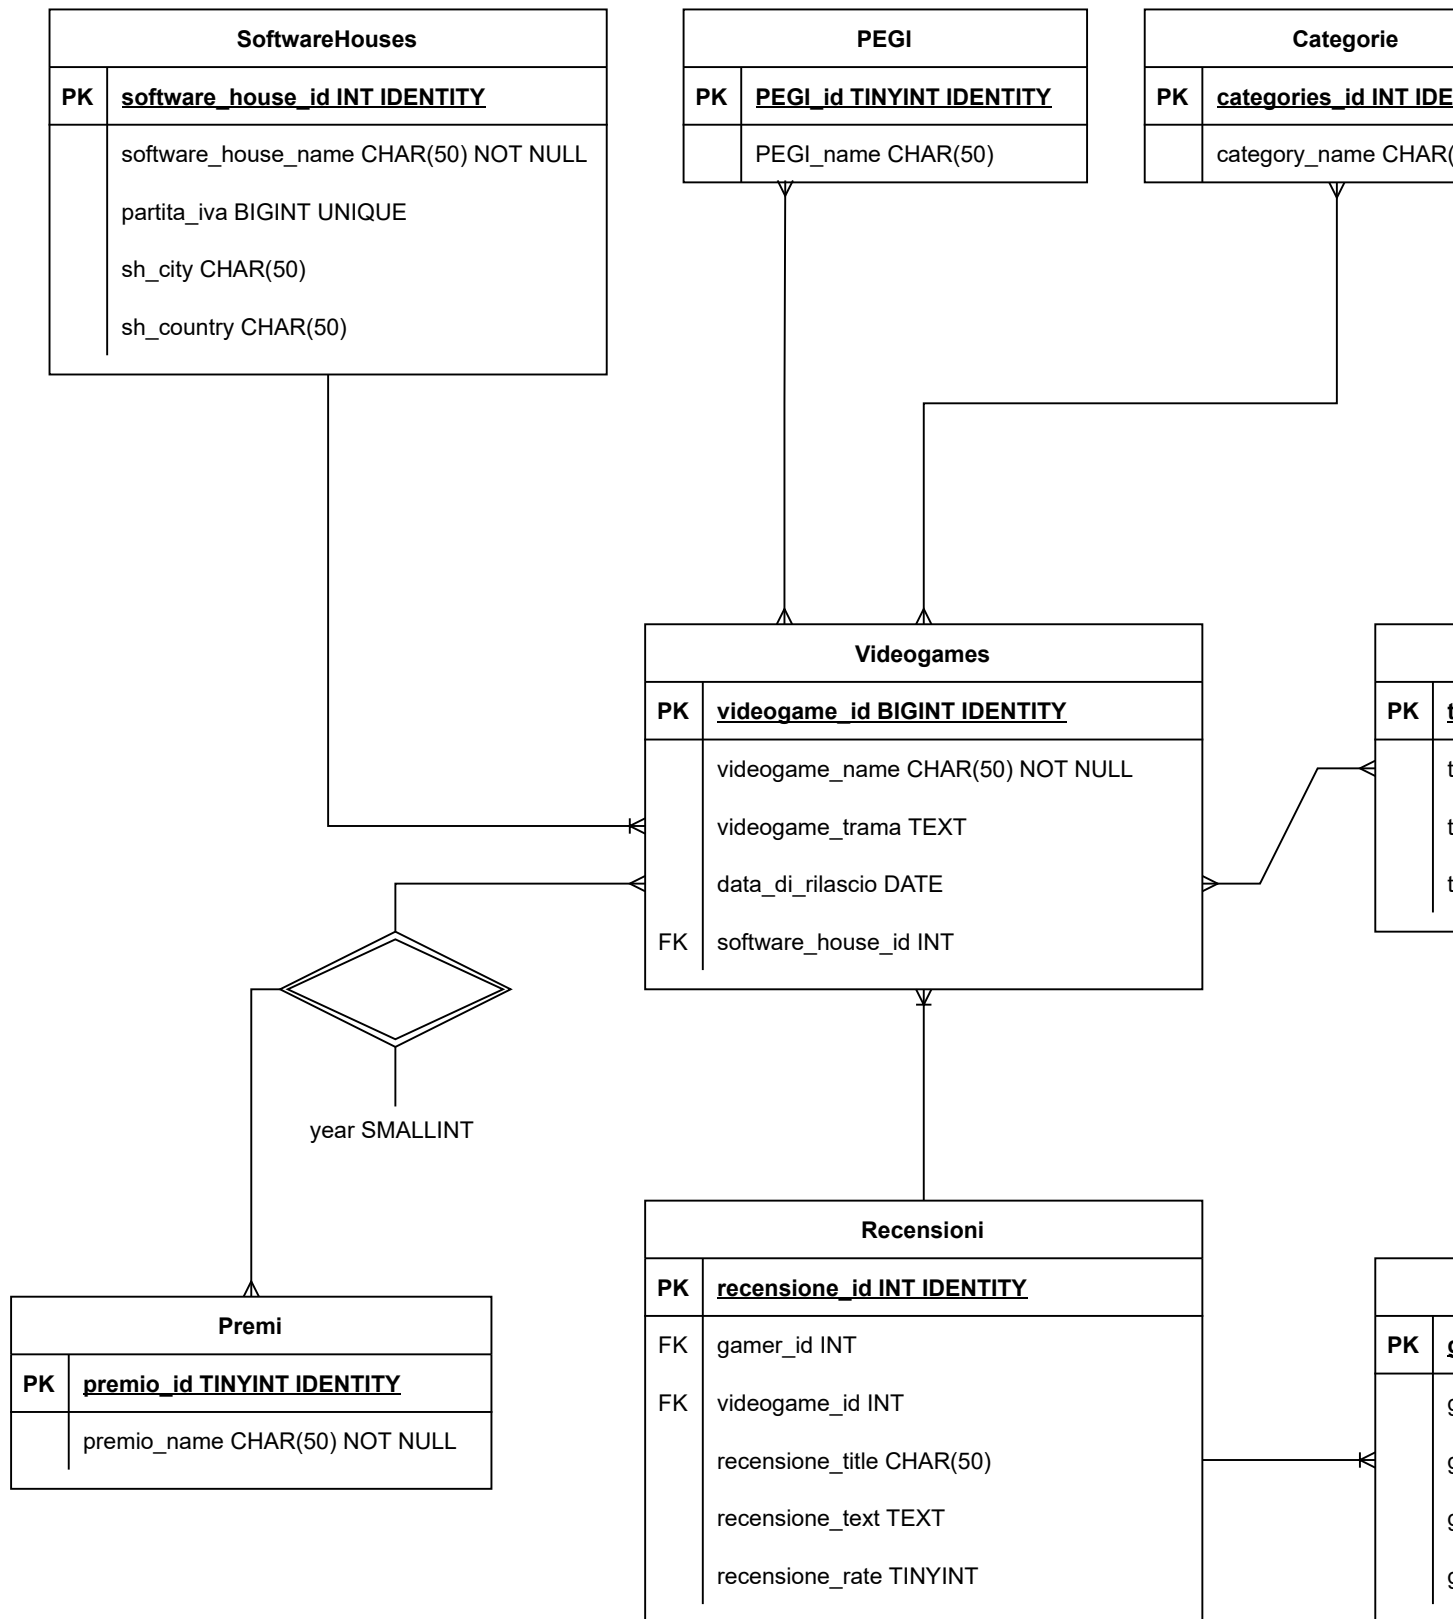 SoftwareHouses
PK software_house_id INT IDENTITY
software_house_name CHAR(50) NOT NULL
partita_iva BIGINT UNIQUE
sh_city CHAR(50)
sh_country CHAR(50)
PEGI
PK PEGI_id TINYINT IDENTITY
PEGI_name CHAR(50)
Categorie
PK categories_id INT IDE
category_name CHAR(
Videogames
PK videogame_id BIGINT IDENTITY
videogame_name CHAR(50) NOT NULL
videogame_trama TEXT
data_di_rilascio DATE
FK software_house_id INT
PK t
t
t
t
year SMALLINT
Premi
PK premio_id TINYINT IDENTITY
premio_name CHAR(50) NOT NULL
Recensioni
PK recensione_id INT IDENTITY
FK gamer_id INT
FK videogame_id INT
recensione_title CHAR(50)
recensione_text TEXT
recensione_rate TINYINT
PK g
g
g
g
g